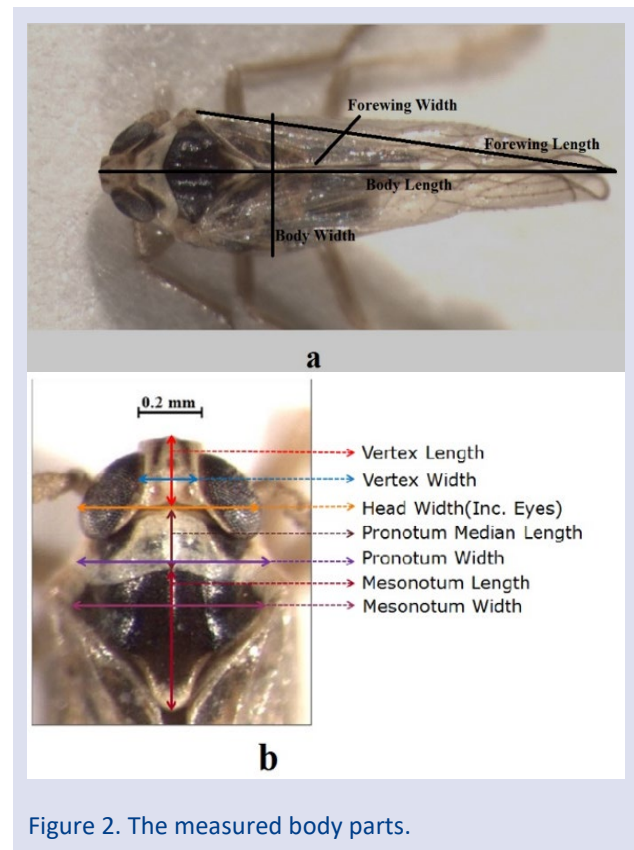 Forewing Width
Forewing Length
Body Length
Body Width
a
0.2 mm
Vertex Length
Vertex Width
Head Width(Inc. Eyes)
Pronotum Median Length
Pronotum Width
Mesonotum Length
Mesonotum Width
b
Figure 2. The measured body parts.